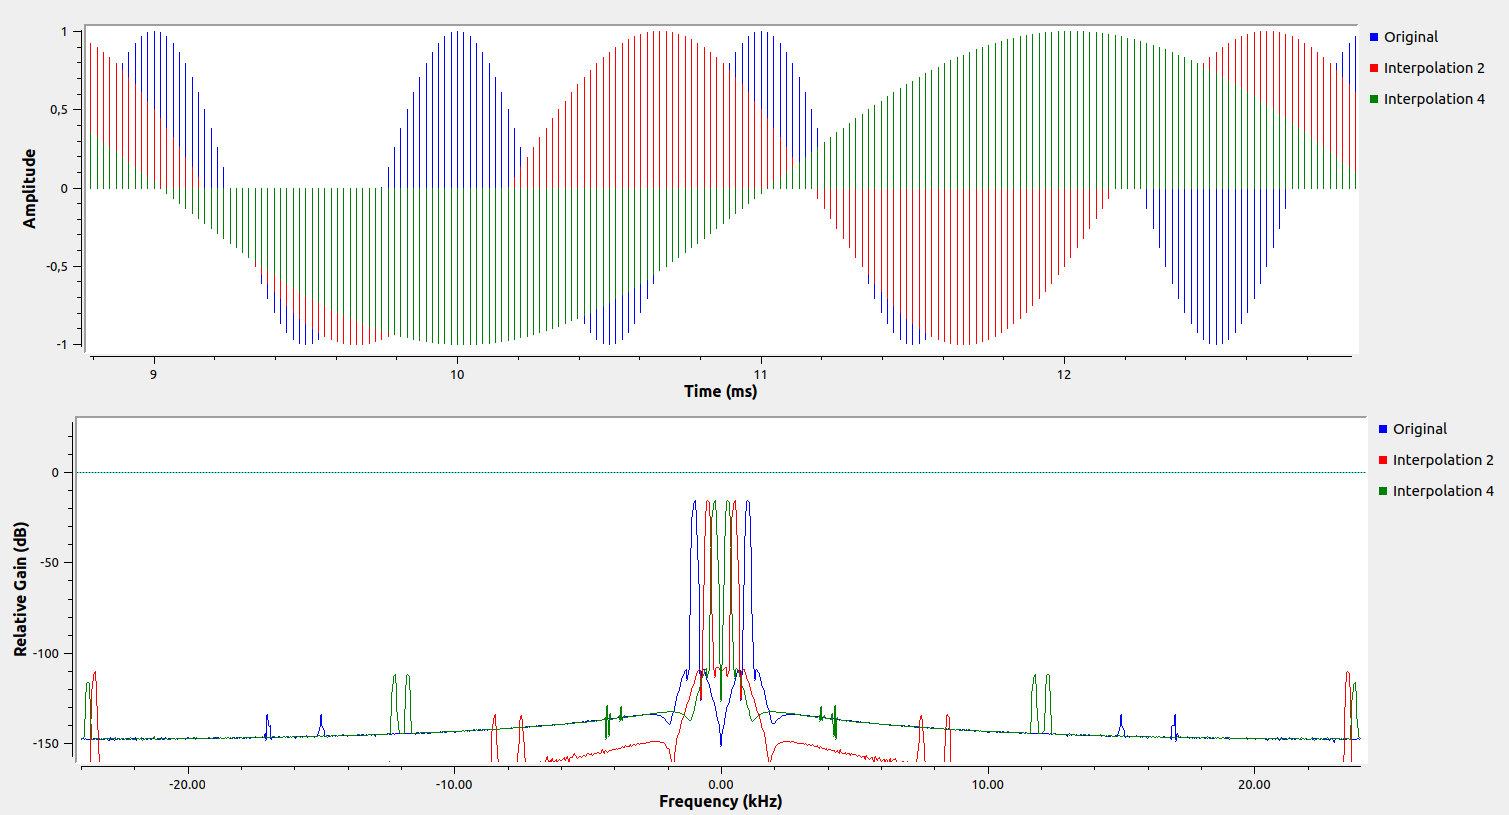 1
0,5
0
-0,5
-1
Amplitude
9 10 11 12
Time (ms)
Original
Interpolation 2
Interpolation 4
0
-50
-100
-150
Relative Gain (dB)
-20.00 -10.00 0.00 10.00 20.00
Frequency (kHz)
Original
Interpolation 2
Interpolation 4